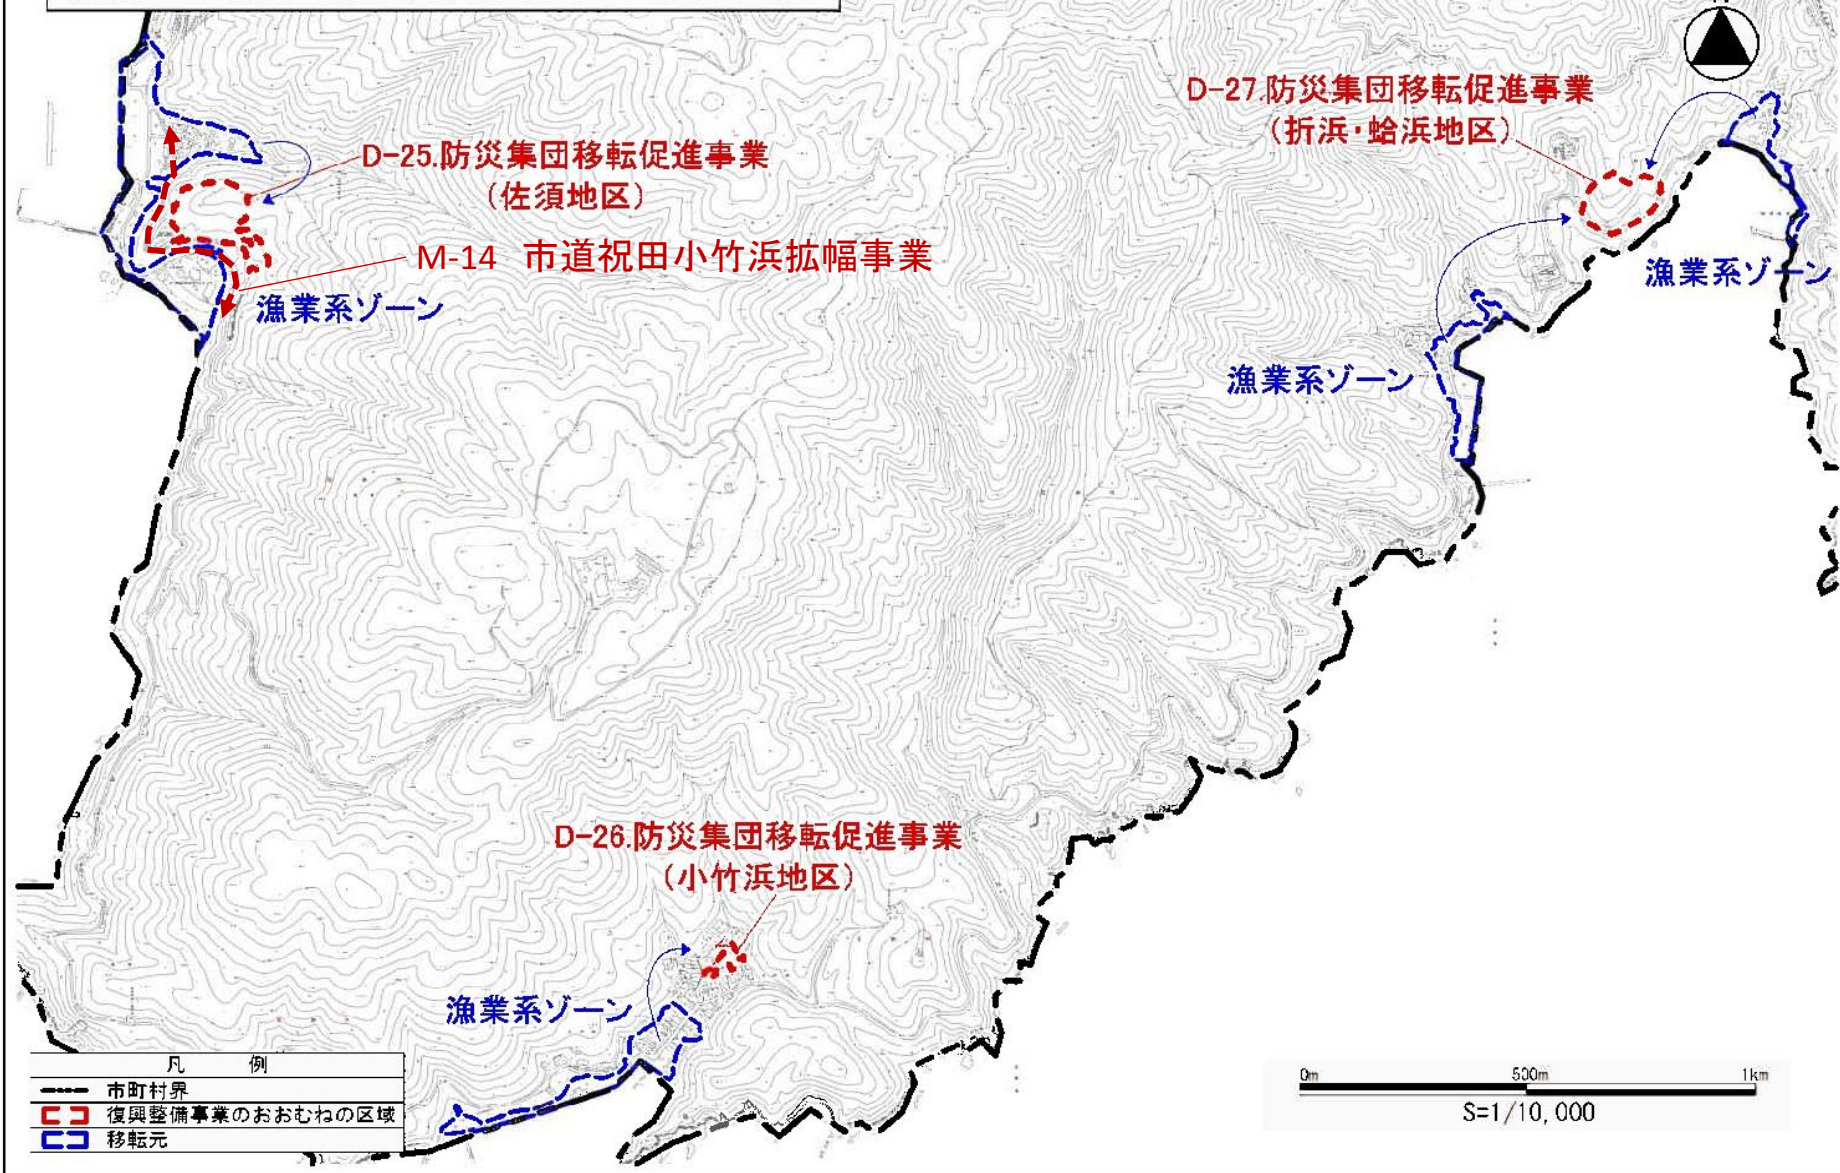 D-27.防災集団移転促進事業
(折浜・蛤浜地区)
D-25.防災集団移転促進事業
(佐須地区)
M-14 市道祝田小竹浜拡幅事業
漁業系ゾーン
漁業系ゾーン
漁業系ゾーン
D-26.防災集団移転促進事業
(小竹浜地区)
漁業系ゾーン
凡 例
市町村界
復興整備事業のおおむねの区域
移転元
0m 500m 1km
S=1/10,000